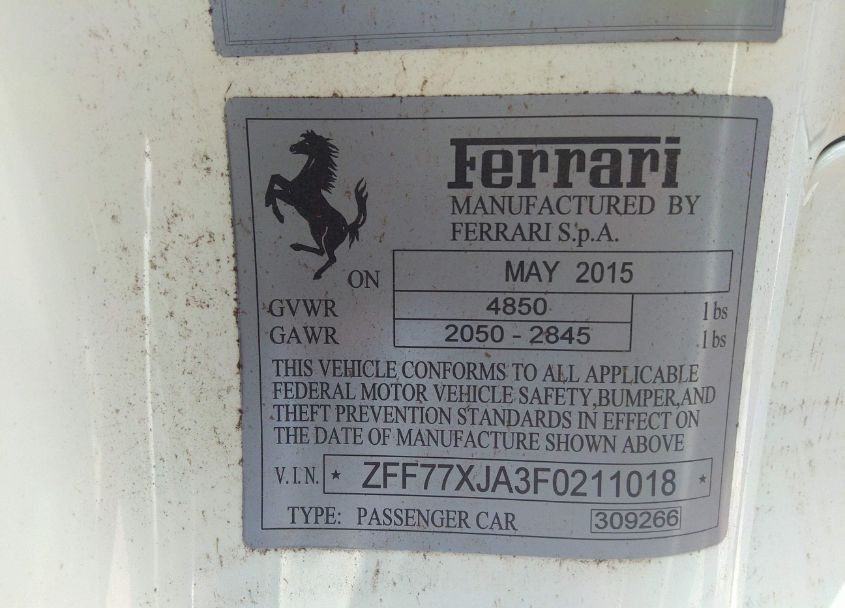 Ferrari
MANUFACTURED BY
FERRARI S.p.A.
ON MAY 2015
GVWR 4850 lbs
GAWR 2050 - 2845 lbs
THIS VEHICLE CONFORMS TO ALL APPLICABLE
FEDERAL MOTOR VEHICLE SAFETY,BUMPER,AND
THEFT PREVENTION STANDARDS IN EFFECT ON
THE DATE OF MANUFACTURE SHOWN ABOVE
V.I.N. * ZFF77XJA3F0211018 *
TYPE: PASSENGER CAR 309266